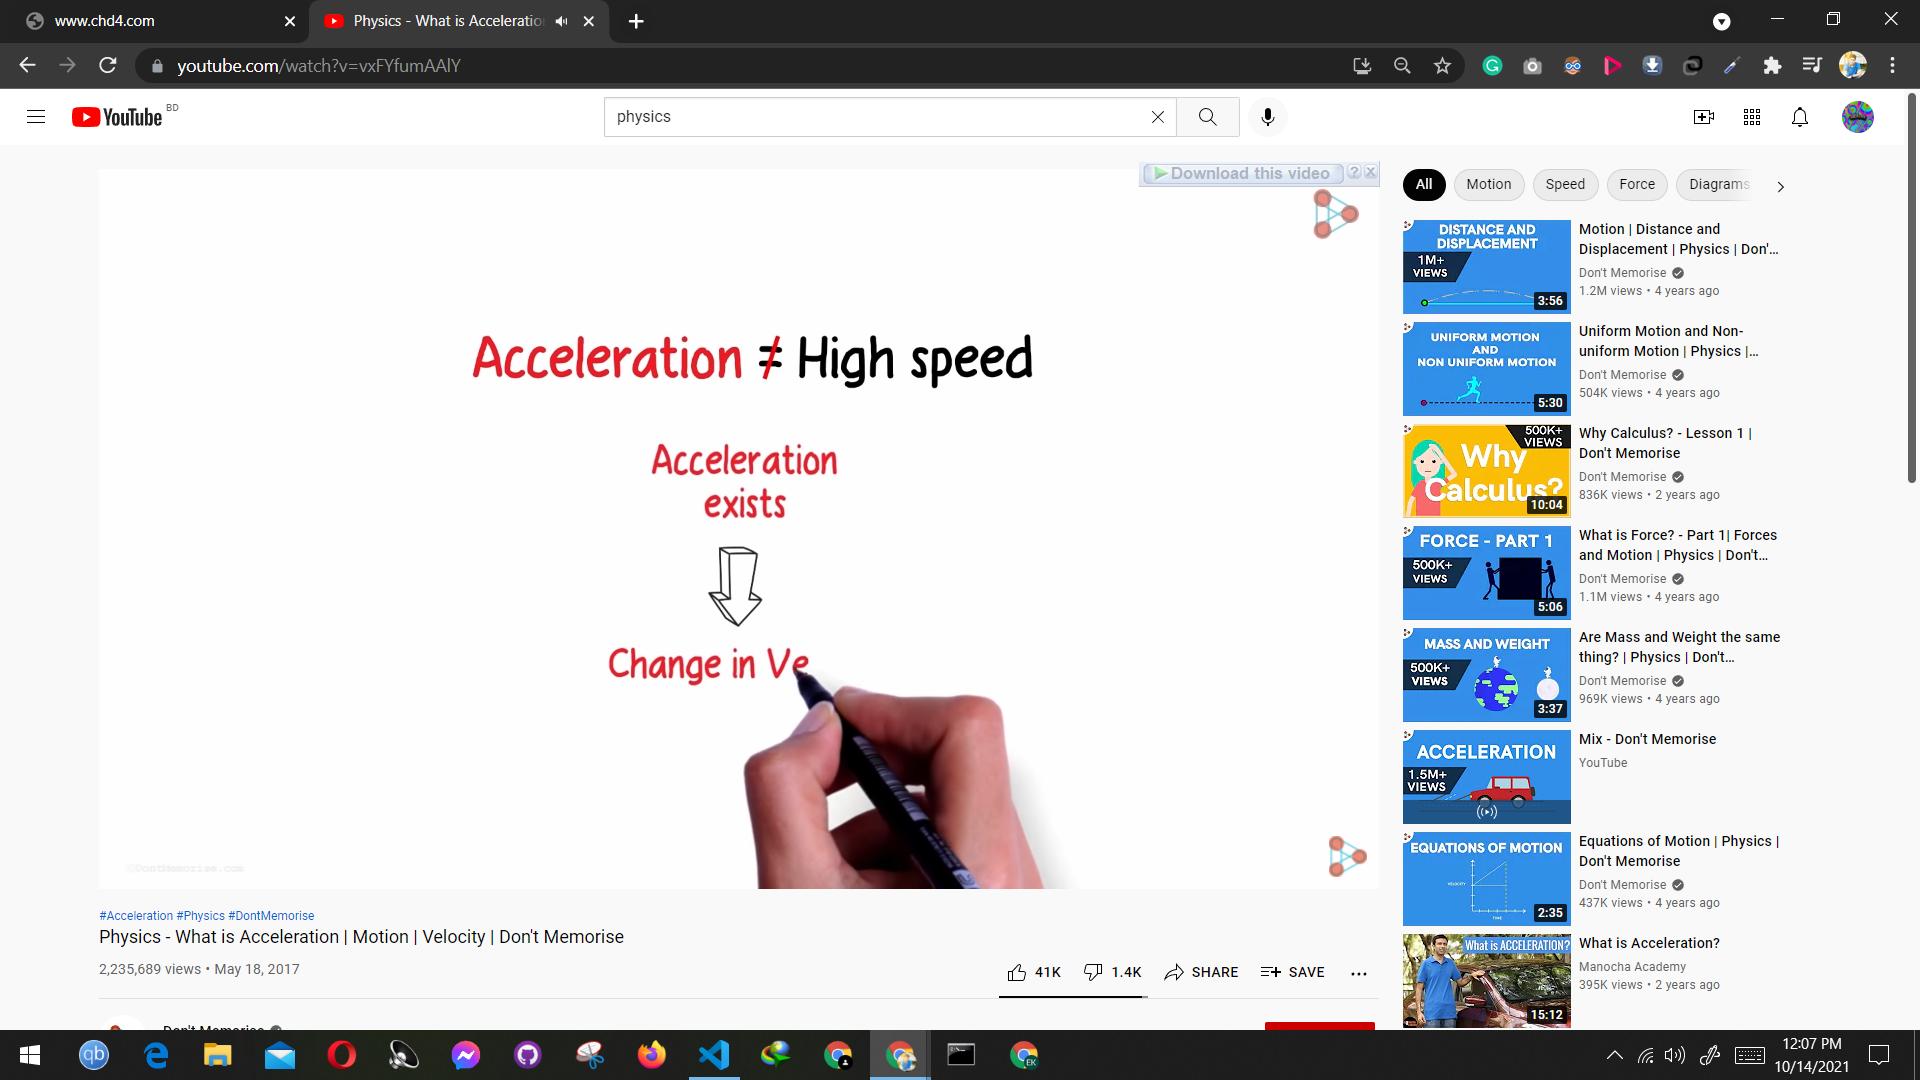 www.chd4.com
Physics - What is Acceleratio
youtube.com/watch?v=vxFYfumAAlY
YouTube BD
physics
Download this video
Acceleration ≠ High speed
Acceleration
exists
Change in Ve
©DontMemorise.com
#Acceleration #Physics #DontMemorise
Physics - What is Acceleration | Motion | Velocity | Don't Memorise
2,235,689 views • May 18, 2017
41K
1.4K
SHARE
SAVE
Don't Memorise
All
Motion
Speed
Force
Diagrams
DISTANCE AND
DISPLACEMENT
1M+
VIEWS
3:56
Motion | Distance and
Displacement | Physics | Don'...
Don't Memorise
1.2M views • 4 years ago
UNIFORM MOTION
AND
NON UNIFORM MOTION
5:30
Uniform Motion and Non-
uniform Motion | Physics |...
Don't Memorise
504K views • 4 years ago
500K+
VIEWS
Why
Calculus?
10:04
Why Calculus? - Lesson 1 |
Don't Memorise
Don't Memorise
836K views • 2 years ago
FORCE - PART 1
500K+
VIEWS
5:06
What is Force? - Part 1| Forces
and Motion | Physics | Don't...
Don't Memorise
1.1M views • 4 years ago
MASS AND WEIGHT
500K+
VIEWS
3:37
Are Mass and Weight the same
thing? | Physics | Don't...
Don't Memorise
969K views • 4 years ago
ACCELERATION
1.5M+
VIEWS
Mix - Don't Memorise
YouTube
EQUATIONS OF MOTION
VELOCITY
TIME
2:35
Equations of Motion | Physics |
Don't Memorise
Don't Memorise
437K views • 4 years ago
What is ACCELERATION?
15:12
What is Acceleration?
Manocha Academy
395K views • 2 years ago
qb
EK
12:07 PM
10/14/2021